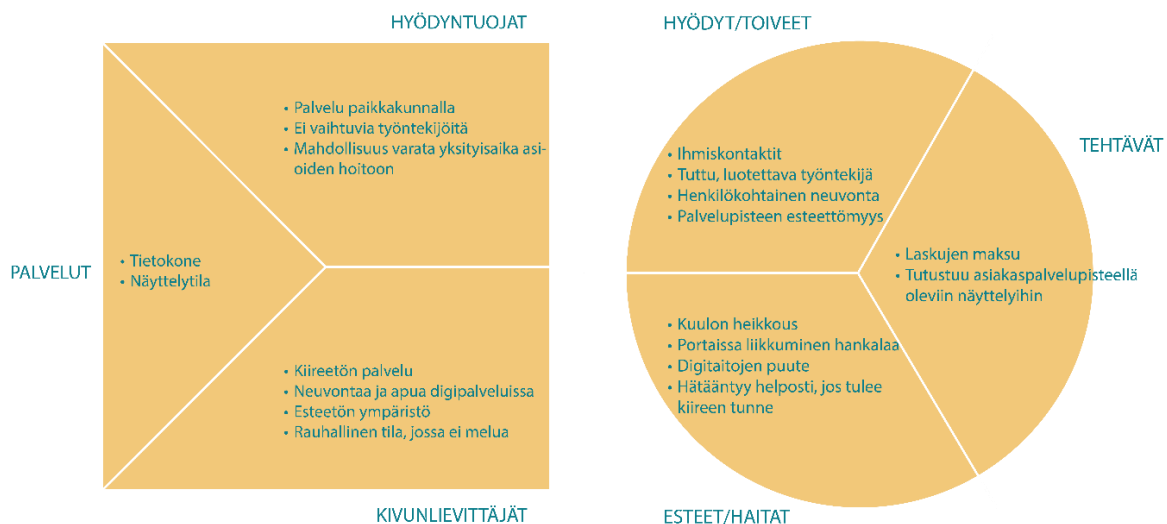 HYÖDYNTUOJAT
• Palvelu paikkakunnalla
• Ei vaihtuvia työntekijöitä
• Mahdollisuus varata yksityisaika asi-
oiden hoitoon
PALVELUT
• Tietokone
• Näyttelytila
• Kiireetön palvelu
• Neuvontaa ja apua digipalveluissa
• Esteetön ympäristö
• Rauhallinen tila, jossa ei melua
KIVUNLIEVITTÄJÄT
HYÖDYT/TOIVEET
• Ihmiskontaktit
• Tuttu, luotettava työntekijä
• Henkilökohtainen neuvonta
• Palvelupisteen esteettömyys
TEHTÄVÄT
• Laskujen maksu
• Tutustuu asiakaspalvelupisteellä
oleviin näyttelyihin
• Kuulon heikkous
• Portaissa liikkuminen hankalaa
• Digitaitojen puute
• Hätääntyy helposti, jos tulee
kiireen tunne
ESTEET/HAITAT